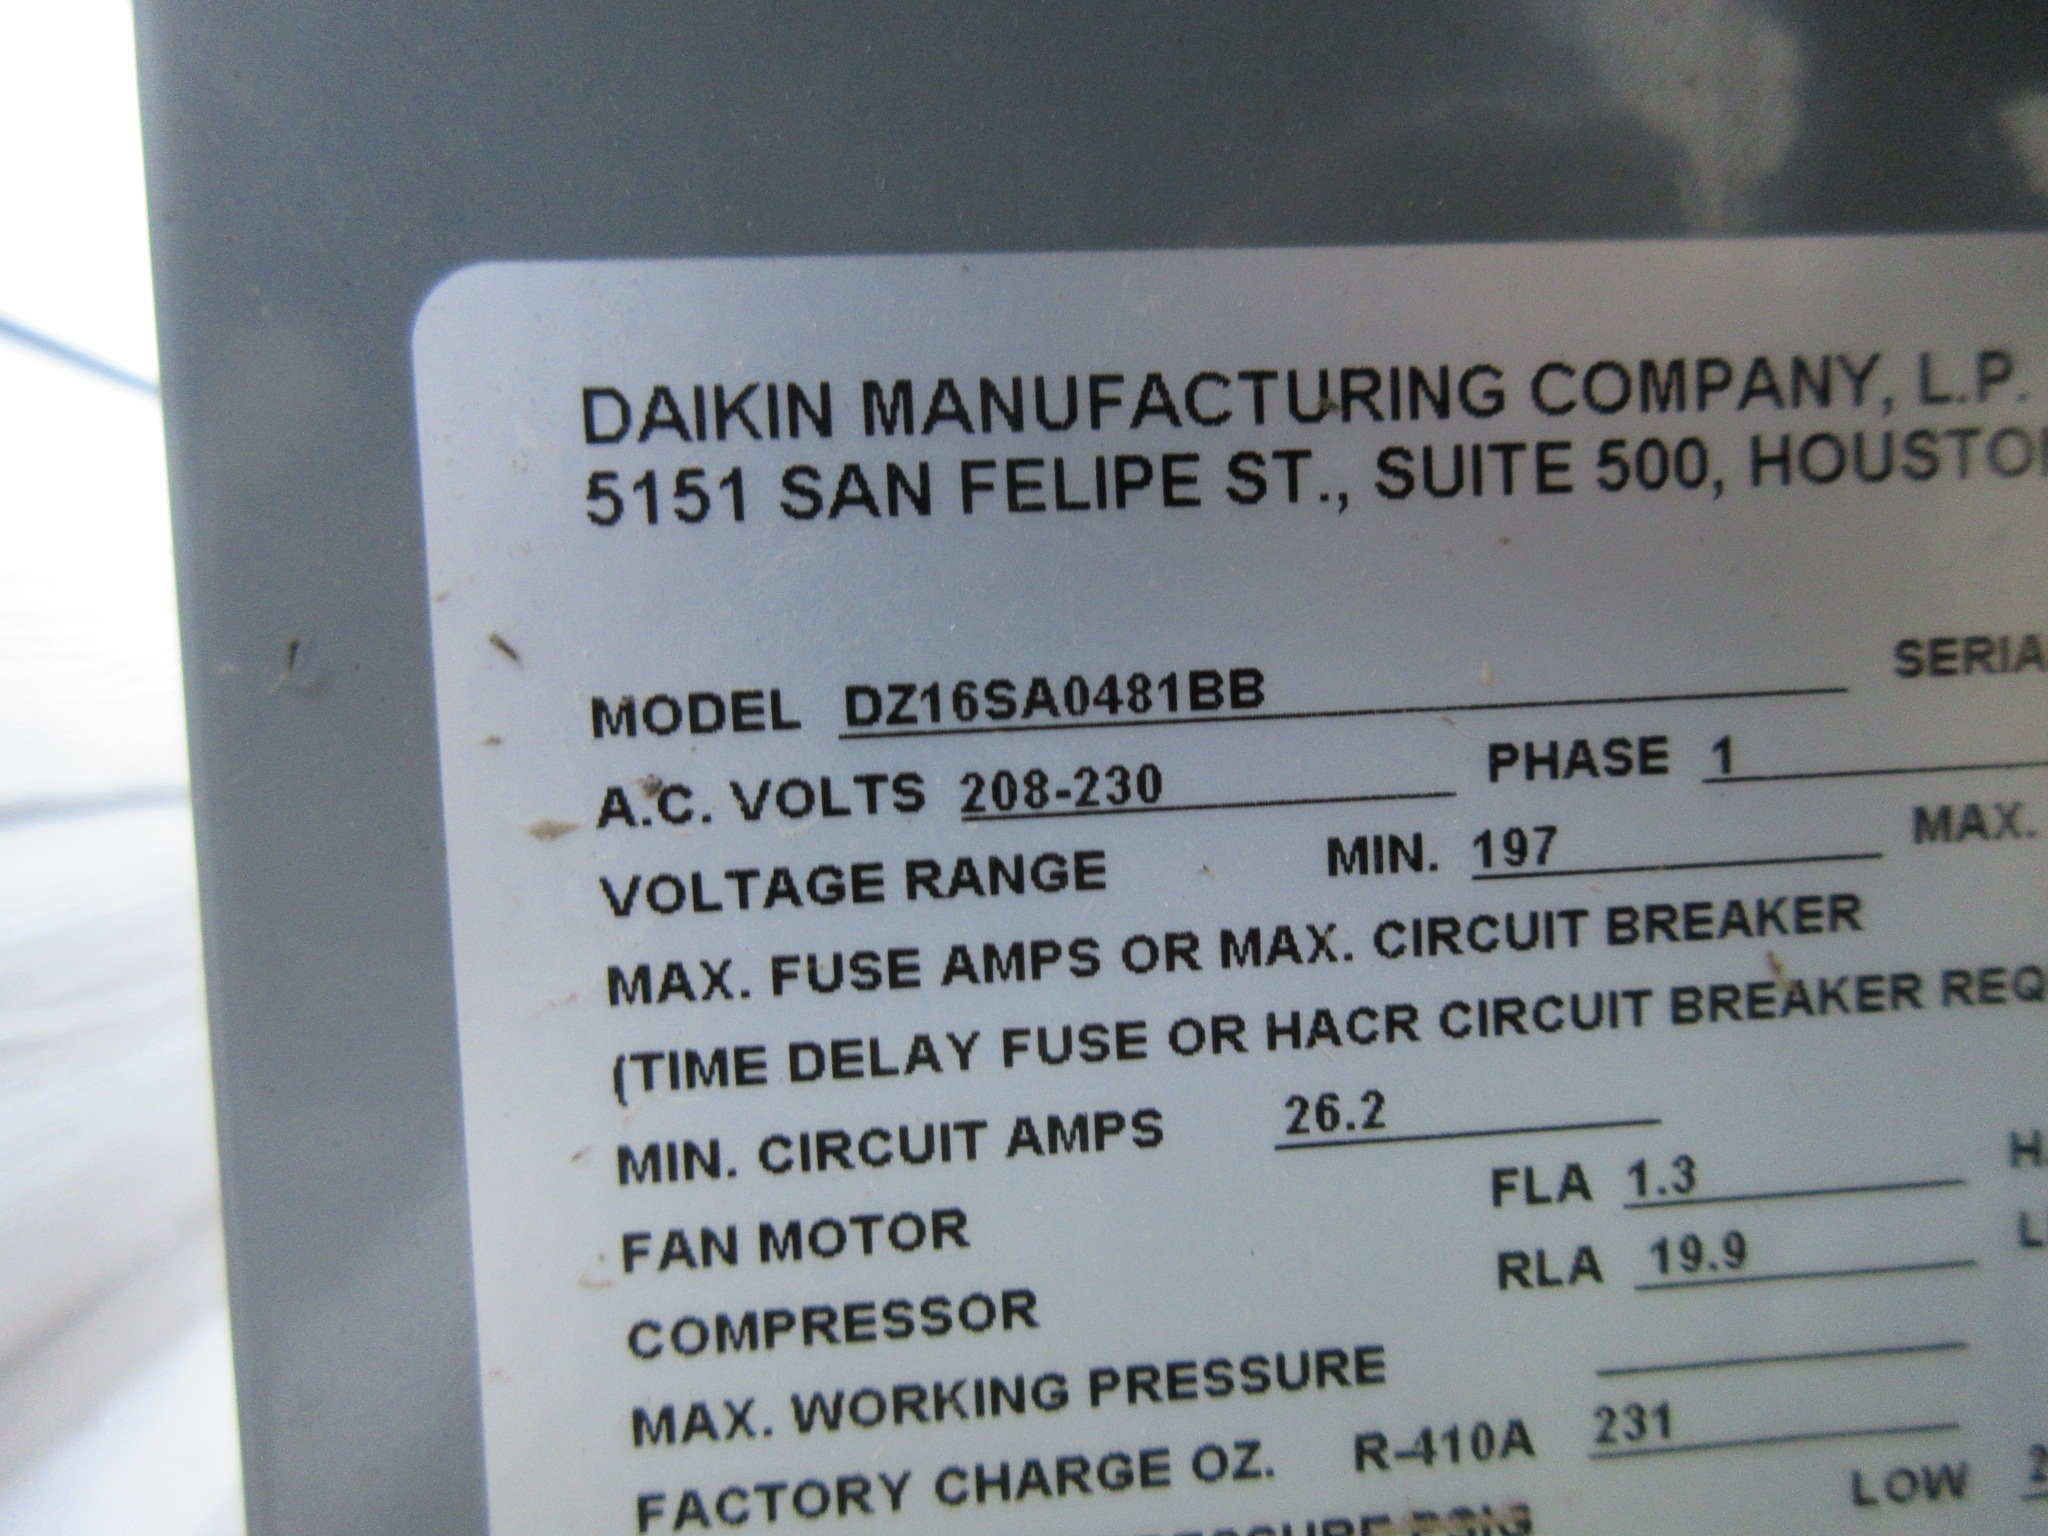 DAIKIN MANUFACTURING COMPANY, L.P.
5151 SAN FELIPE ST., SUITE 500, HOUSTO
MODEL DZ16SA0481BB SERIA
A.C. VOLTS 208-230 PHASE 1
VOLTAGE RANGE MIN. 197 MAX.
MAX. FUSE AMPS OR MAX. CIRCUIT BREAKER
(TIME DELAY FUSE OR HACR CIRCUIT BREAKER REQ
MIN. CIRCUIT AMPS 26.2
FAN MOTOR FLA 1.3 H
COMPRESSOR RLA 19.9 L
MAX. WORKING PRESSURE
FACTORY CHARGE OZ. R-410A 231
LOW 2